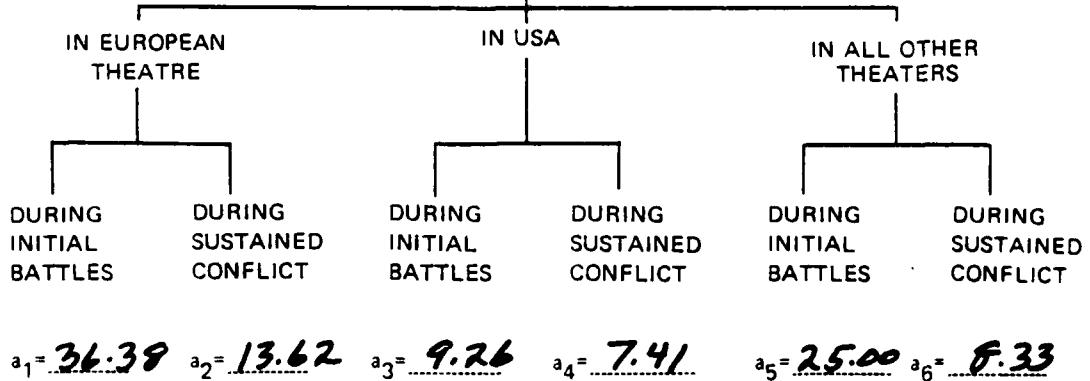 IN EUROPEAN
THEATRE
IN USA
IN ALL OTHER
THEATERS
DURING
INITIAL
BATTLES
DURING
SUSTAINED
CONFLICT
DURING
INITIAL
BATTLES
DURING
SUSTAINED
CONFLICT
DURING
INITIAL
BATTLES
DURING
SUSTAINED
CONFLICT
a1= 36.38 a2= 13.62 a3= 9.26 a4= 7.41 a5= 25.00 a6= 8.33